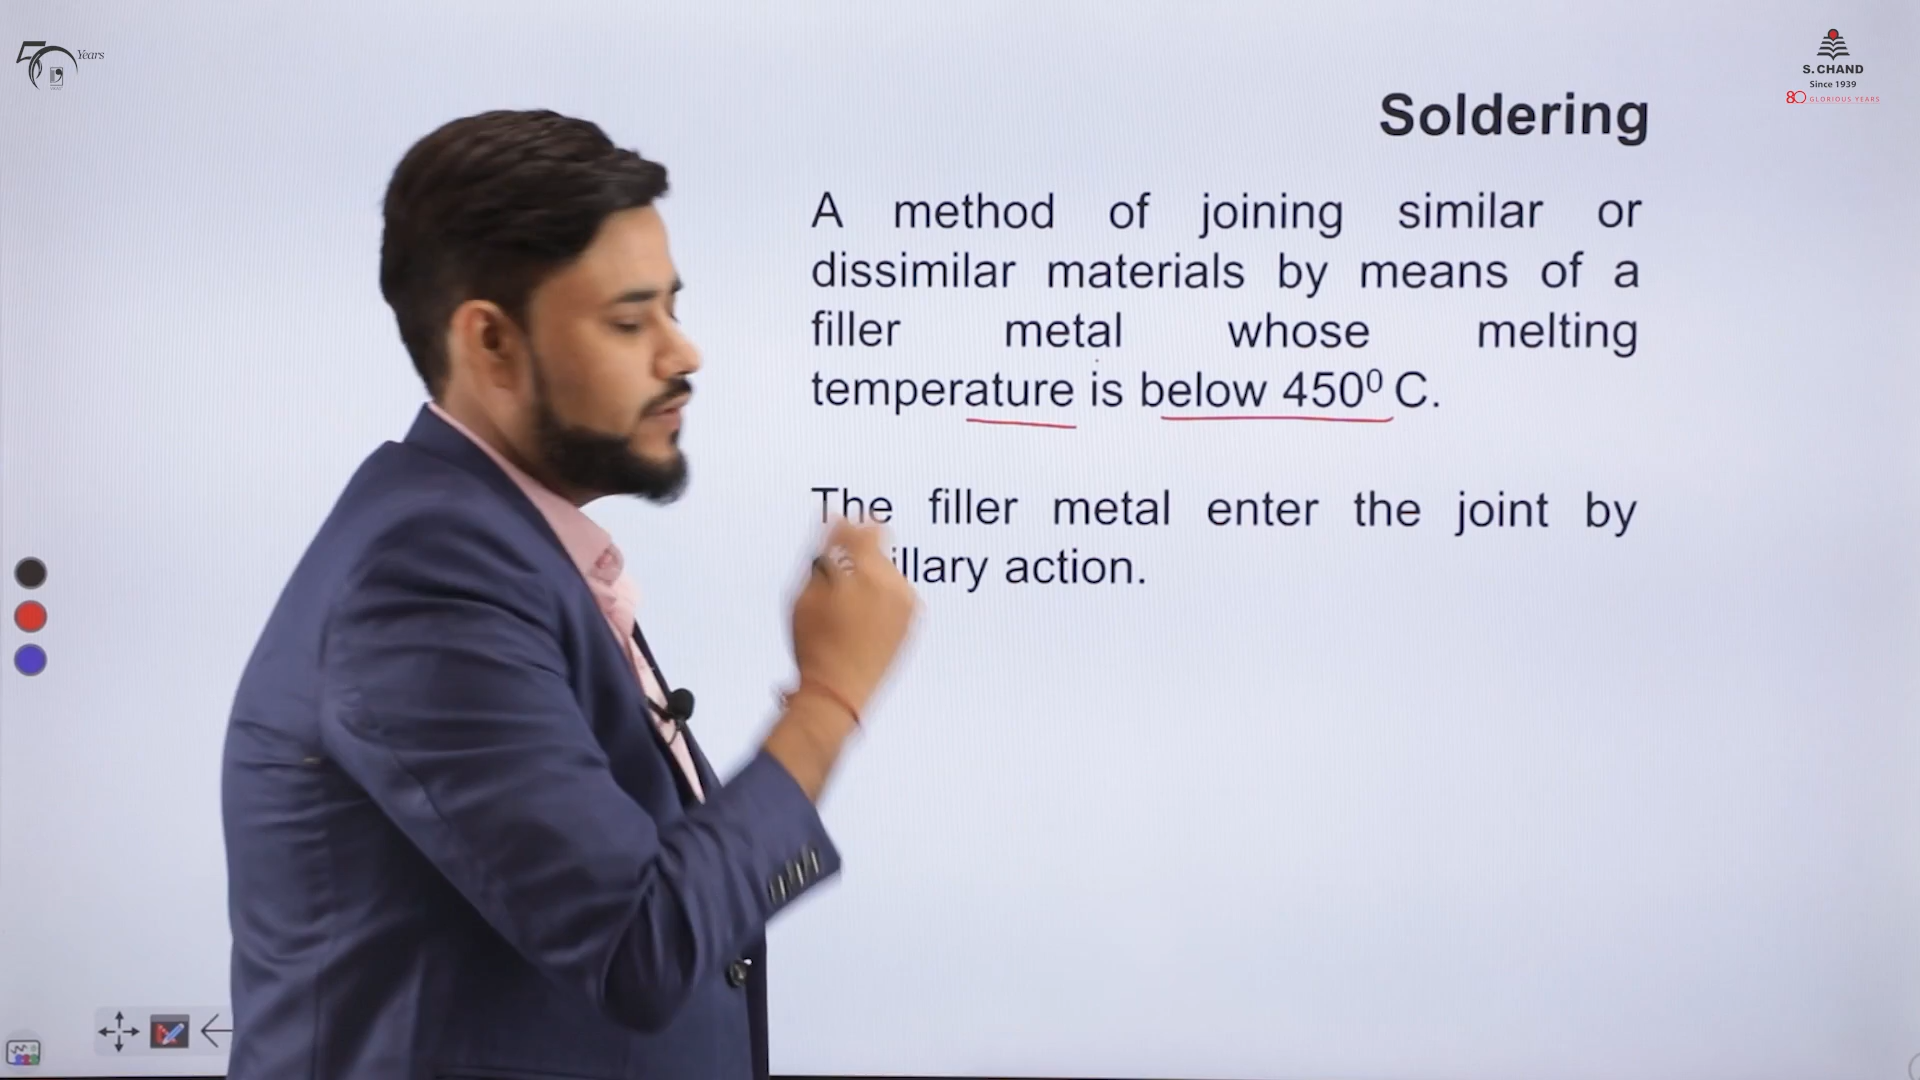 50 Years
S. CHAND
Since 1939
80 GLORIOUS YEARS
Soldering
A method of joining similar or
dissimilar materials by means of a
filler metal whose melting
temperature is below 450⁰ C.
The filler metal enter the joint by
action.